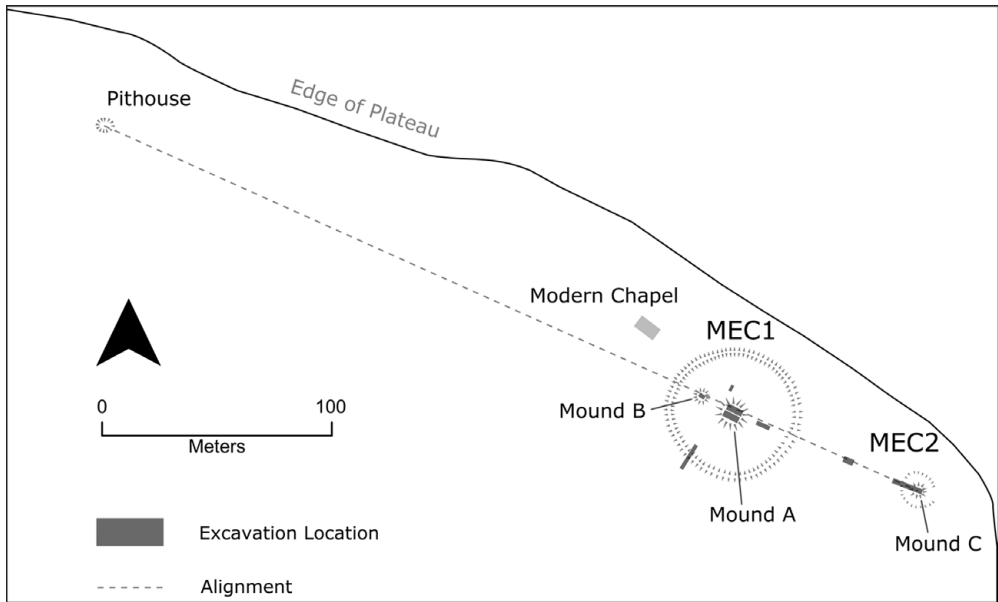 Pithouse
Edge of Plateau
Modern Chapel
MEC1
0 100
Meters
Mound B
MEC2
Mound A
Mound C
Excavation Location
Alignment